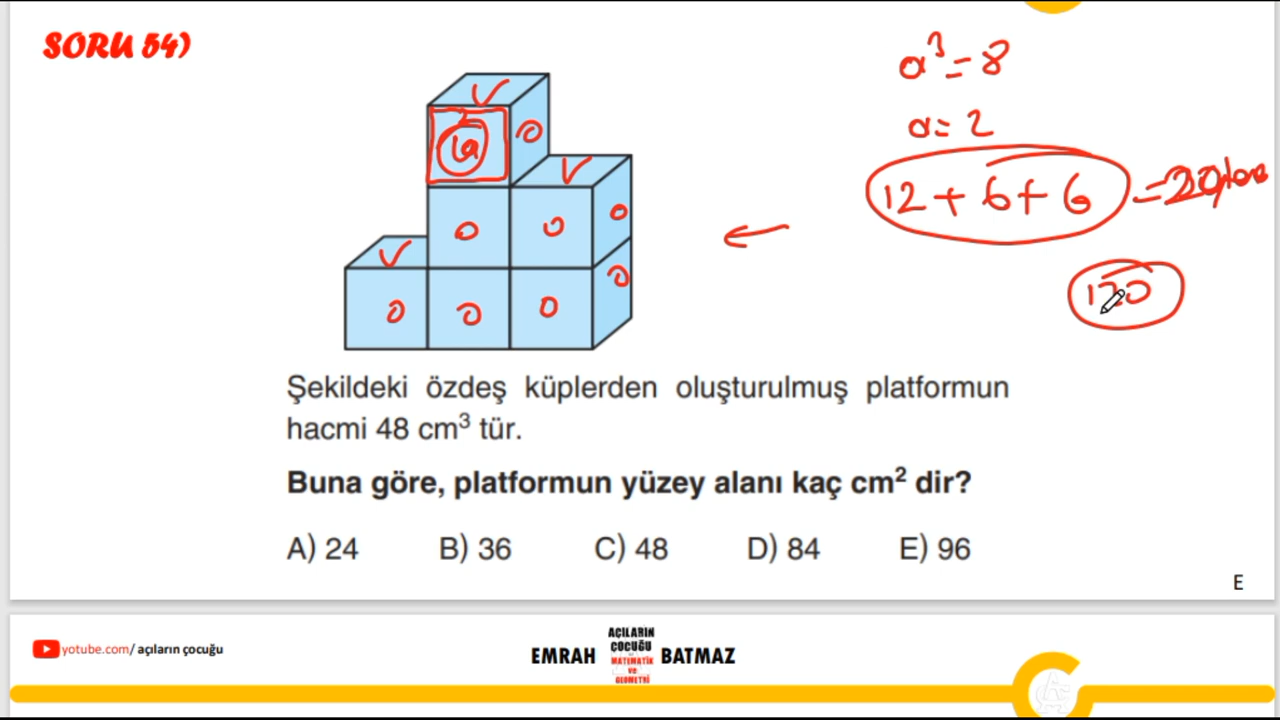 SORU 54)
a³ = 8
a = 2
12 + 6 + 6
120
Şekildeki özdeş küplerden oluşturulmuş platformun
hacmi 48 cm³ tür.
Buna göre, platformun yüzey alanı kaç cm² dir?
A) 24 B) 36 C) 48 D) 84 E) 96
E
yotube.com/ açıların çocuğu
EMRAH
AÇILARIN
ÇOCUĞU
MATEMATİK
ve
GEOMETRİ
BATMAZ